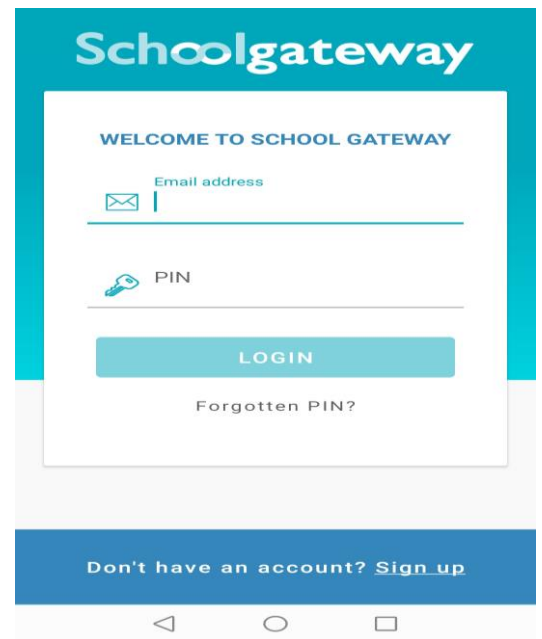 Schoolgateway
WELCOME TO SCHOOL GATEWAY
Email address
PIN
LOGIN
Forgotten PIN?
Don't have an account? Sign up